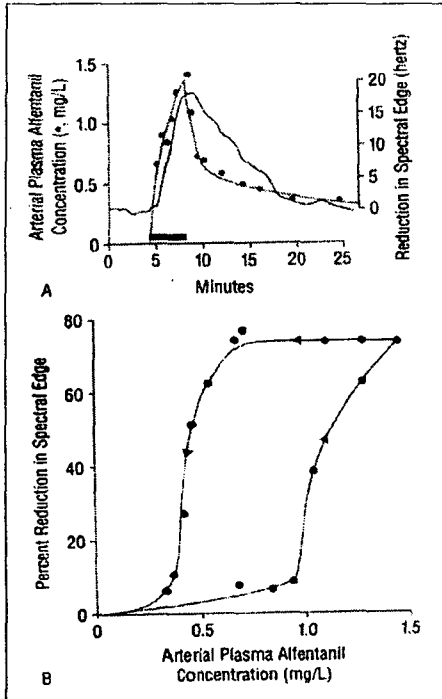 Arterial Plasma Alfentanil
Concentration (•, mg/L)
1.5
1.0
0.5
0
20
15
10
5
0
Reduction in Spectral Edge (hertz)
0 5 10 15 20 25
Minutes
A
Percent Reduction in Spectral Edge
80
60
40
20
0
0 0.5 1.0 1.5
Arterial Plasma Alfentanil
Concentration (mg/L)
B